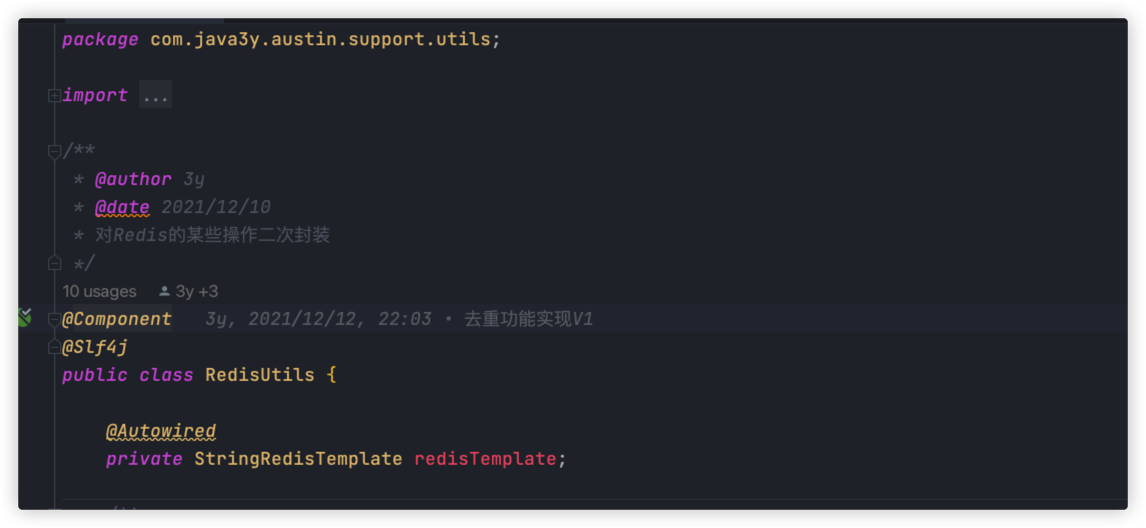 package com.java3y.austin.support.utils;
import ...
/**
* @author 3y
* @date 2021/12/10
* 对Redis的某些操作二次封装
*/
10 usages 3y +3
@Component 3y, 2021/12/12, 22:03 • 去重功能实现V1
@Slf4j
public class RedisUtils {
@Autowired
private StringRedisTemplate redisTemplate;